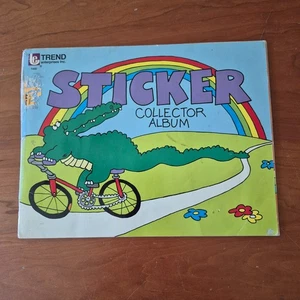 TREND
enterprises Inc.
STICKER
COLLECTOR
ALBUM